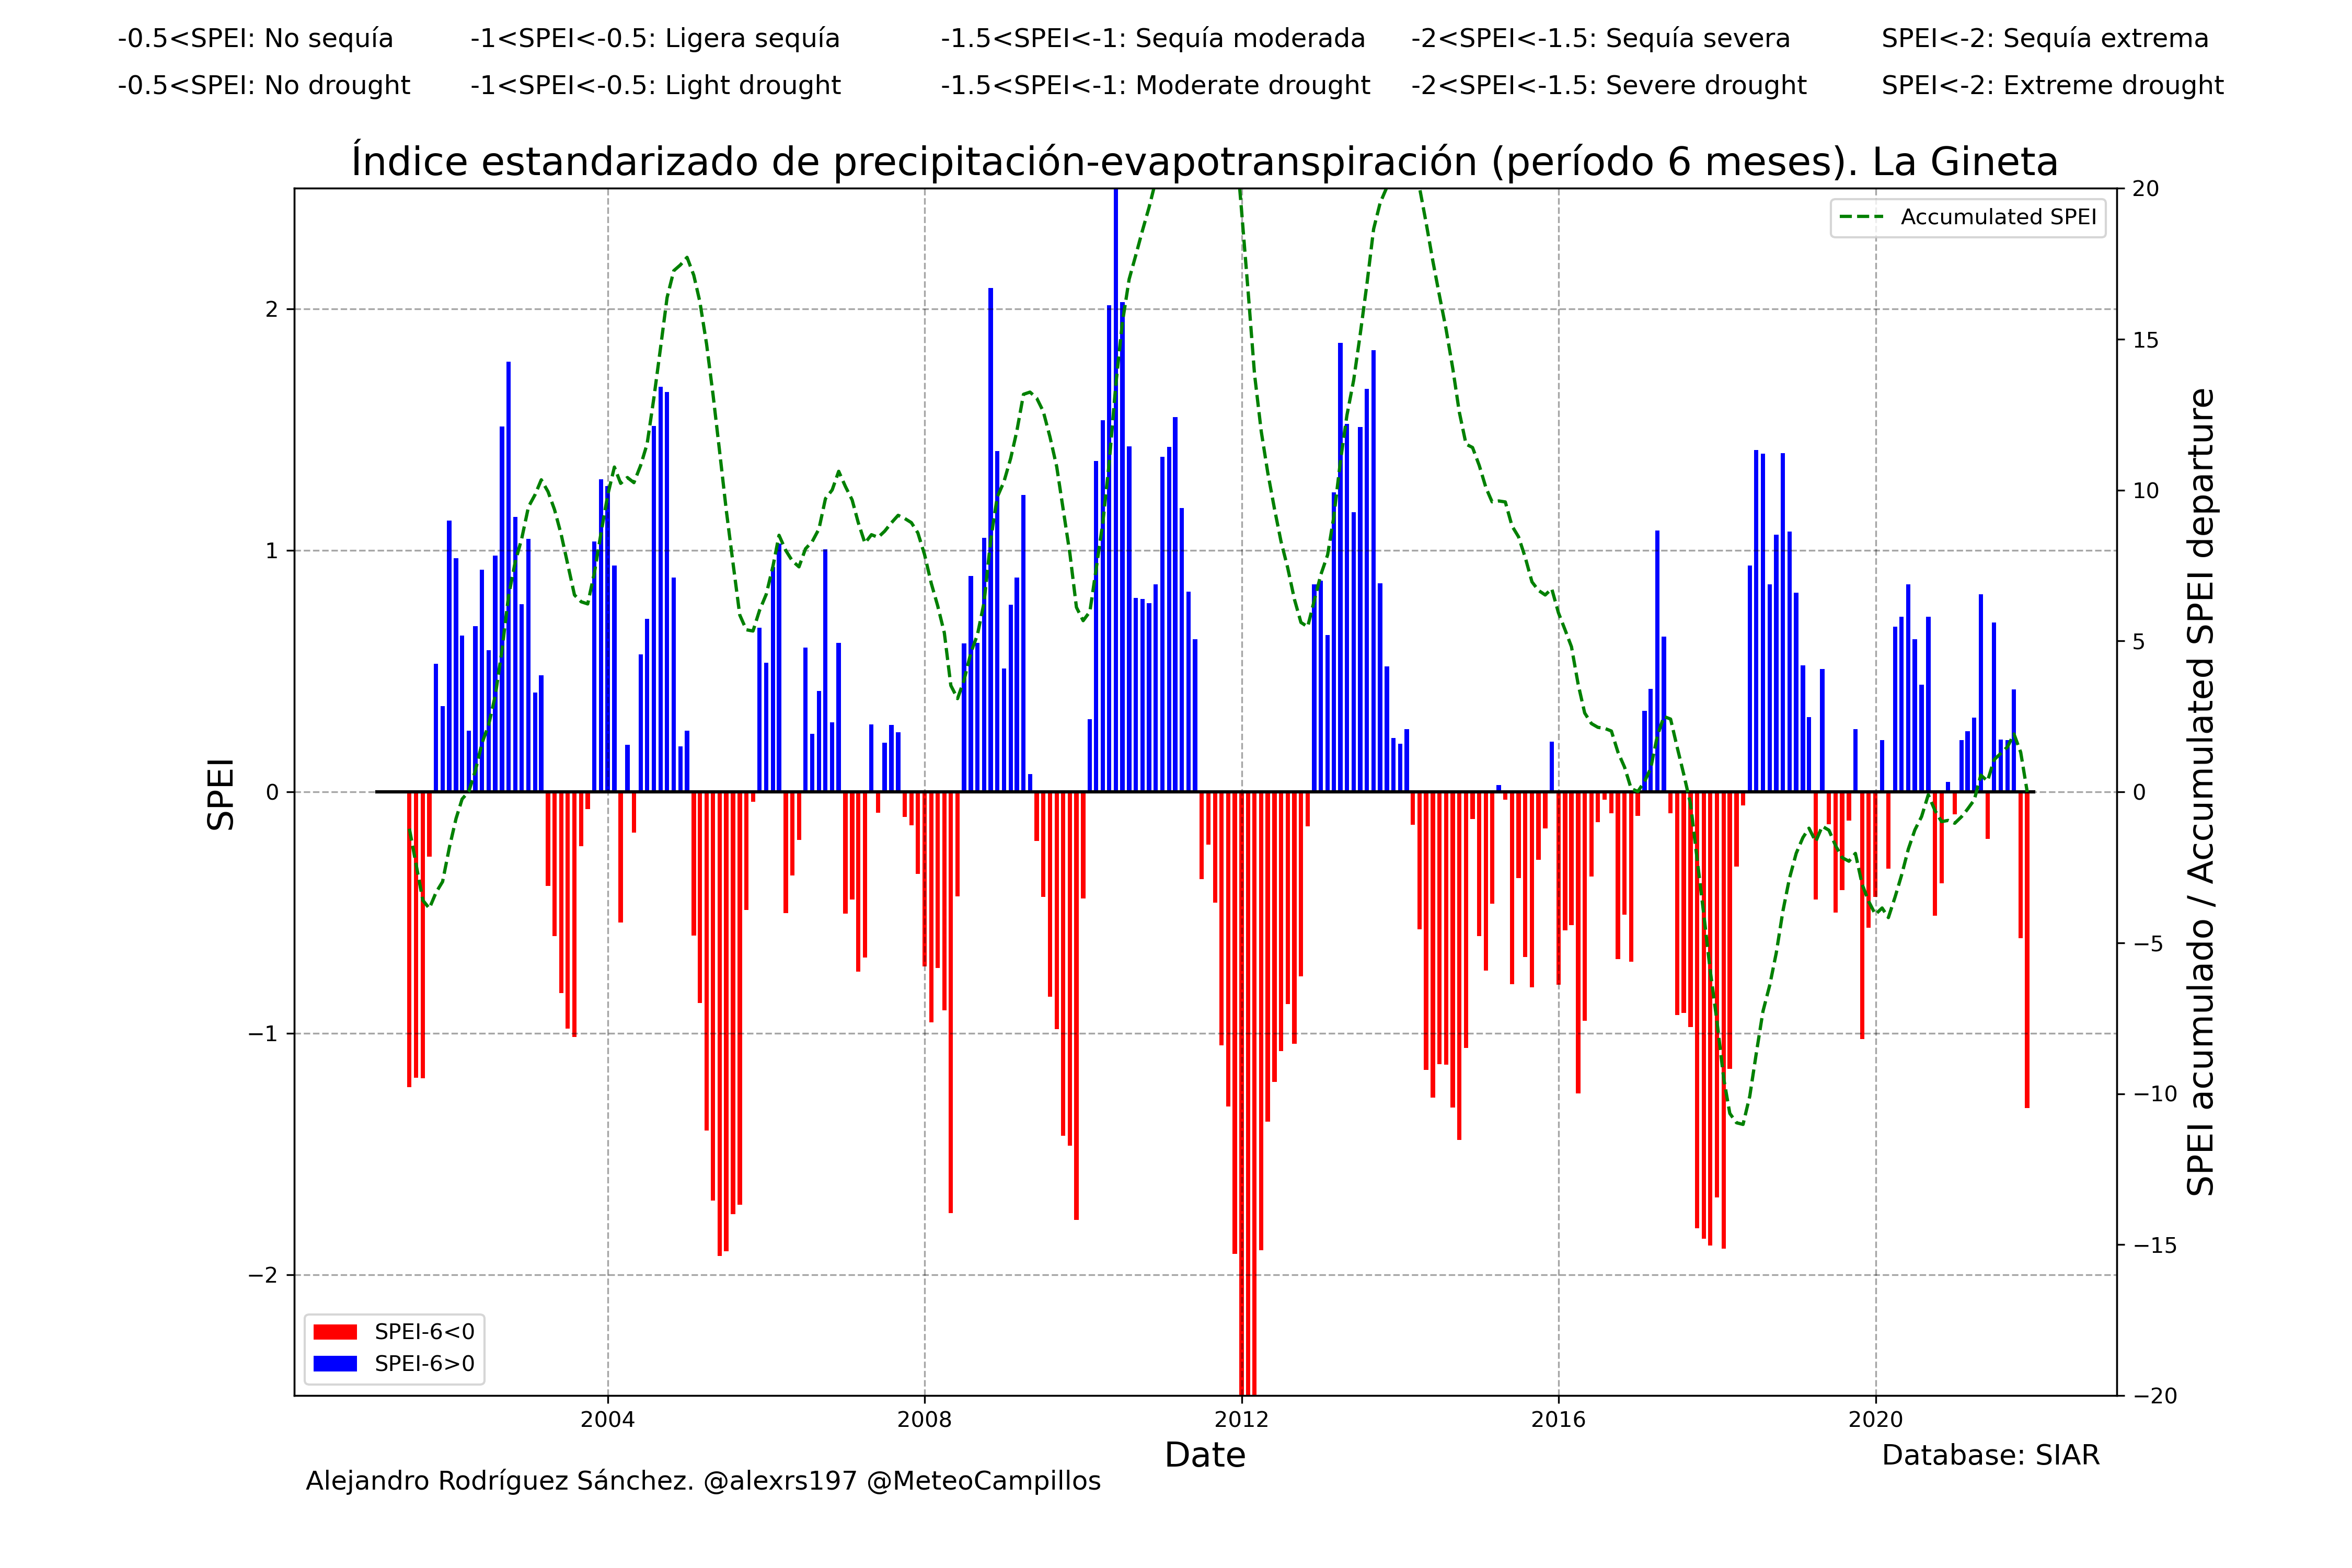 -0.5<SPEI: No sequía -1<SPEI<-0.5: Ligera sequía -1.5<SPEI<-1: Sequía moderada -2<SPEI<-1.5: Sequía severa SPEI<-2: Sequía extrema
-0.5<SPEI: No drought -1<SPEI<-0.5: Light drought -1.5<SPEI<-1: Moderate drought -2<SPEI<-1.5: Severe drought SPEI<-2: Extreme drought
Índice estandarizado de precipitación-evapotranspiración (período 6 meses). La Gineta
Accumulated SPEI
SPEI
2
1
0
−1
−2
20
15
10
5
0
−5
−10
−15
−20
SPEI acumulado / Accumulated SPEI departure
SPEI-6<0
SPEI-6>0
2004 2008 2012 2016 2020
Date
Database: SIAR
Alejandro Rodríguez Sánchez. @alexrs197 @MeteoCampillos